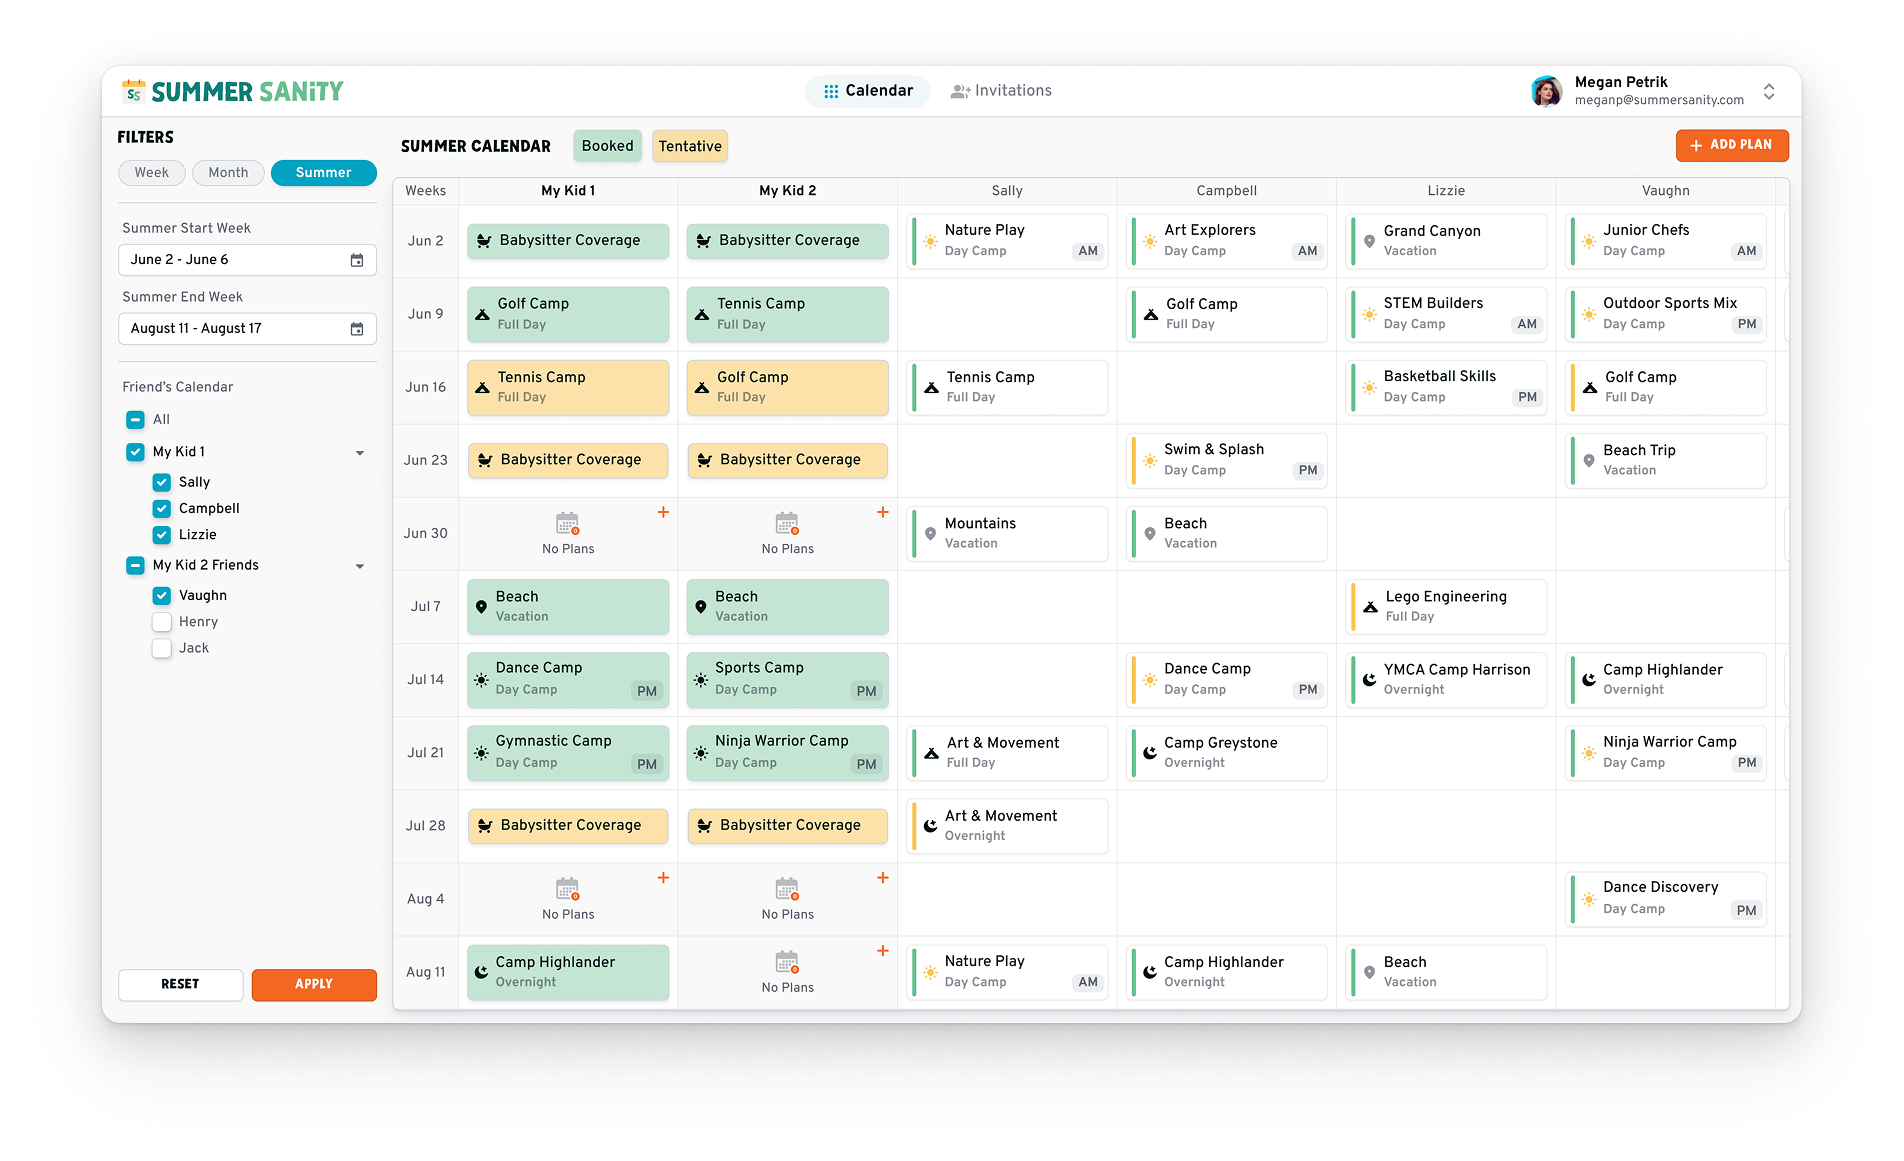 SS SUMMER SANiTY
Calendar
Invitations
Megan Petrik
meganp@summersanity.com
FILTERS
Week Month Summer
Summer Start Week
June 2 - June 6
Summer End Week
August 11 - August 17
Friend's Calendar
All
My Kid 1
Sally
Campbell
Lizzie
My Kid 2 Friends
Vaughn
Henry
Jack
RESET APPLY
SUMMER CALENDAR Booked Tentative
+ ADD PLAN
Weeks My Kid 1 My Kid 2 Sally Campbell Lizzie Vaughn
Jun 2
Babysitter Coverage
Babysitter Coverage
Nature Play
Day Camp AM
Art Explorers
Day Camp AM
Grand Canyon
Vacation
Junior Chefs
Day Camp AM
Jun 9
Golf Camp
Full Day
Tennis Camp
Full Day
Golf Camp
Full Day
STEM Builders
Day Camp AM
Outdoor Sports Mix
Day Camp PM
Jun 16
Tennis Camp
Full Day
Golf Camp
Full Day
Tennis Camp
Full Day
Basketball Skills
Day Camp PM
Golf Camp
Full Day
Jun 23
Babysitter Coverage
Babysitter Coverage
Swim & Splash
Day Camp PM
Beach Trip
Vacation
Jun 30
No Plans
No Plans
Mountains
Vacation
Beach
Vacation
Jul 7
Beach
Vacation
Beach
Vacation
Lego Engineering
Full Day
Jul 14
Dance Camp
Day Camp PM
Sports Camp
Day Camp PM
Dance Camp
Day Camp PM
YMCA Camp Harrison
Overnight
Camp Highlander
Overnight
Jul 21
Gymnastic Camp
Day Camp PM
Ninja Warrior Camp
Day Camp PM
Art & Movement
Full Day
Camp Greystone
Overnight
Ninja Warrior Camp
Day Camp PM
Jul 28
Babysitter Coverage
Babysitter Coverage
Art & Movement
Overnight
Aug 4
No Plans
No Plans
Dance Discovery
Day Camp PM
Aug 11
Camp Highlander
Overnight
No Plans
Nature Play
Day Camp AM
Camp Highlander
Overnight
Beach
Vacation